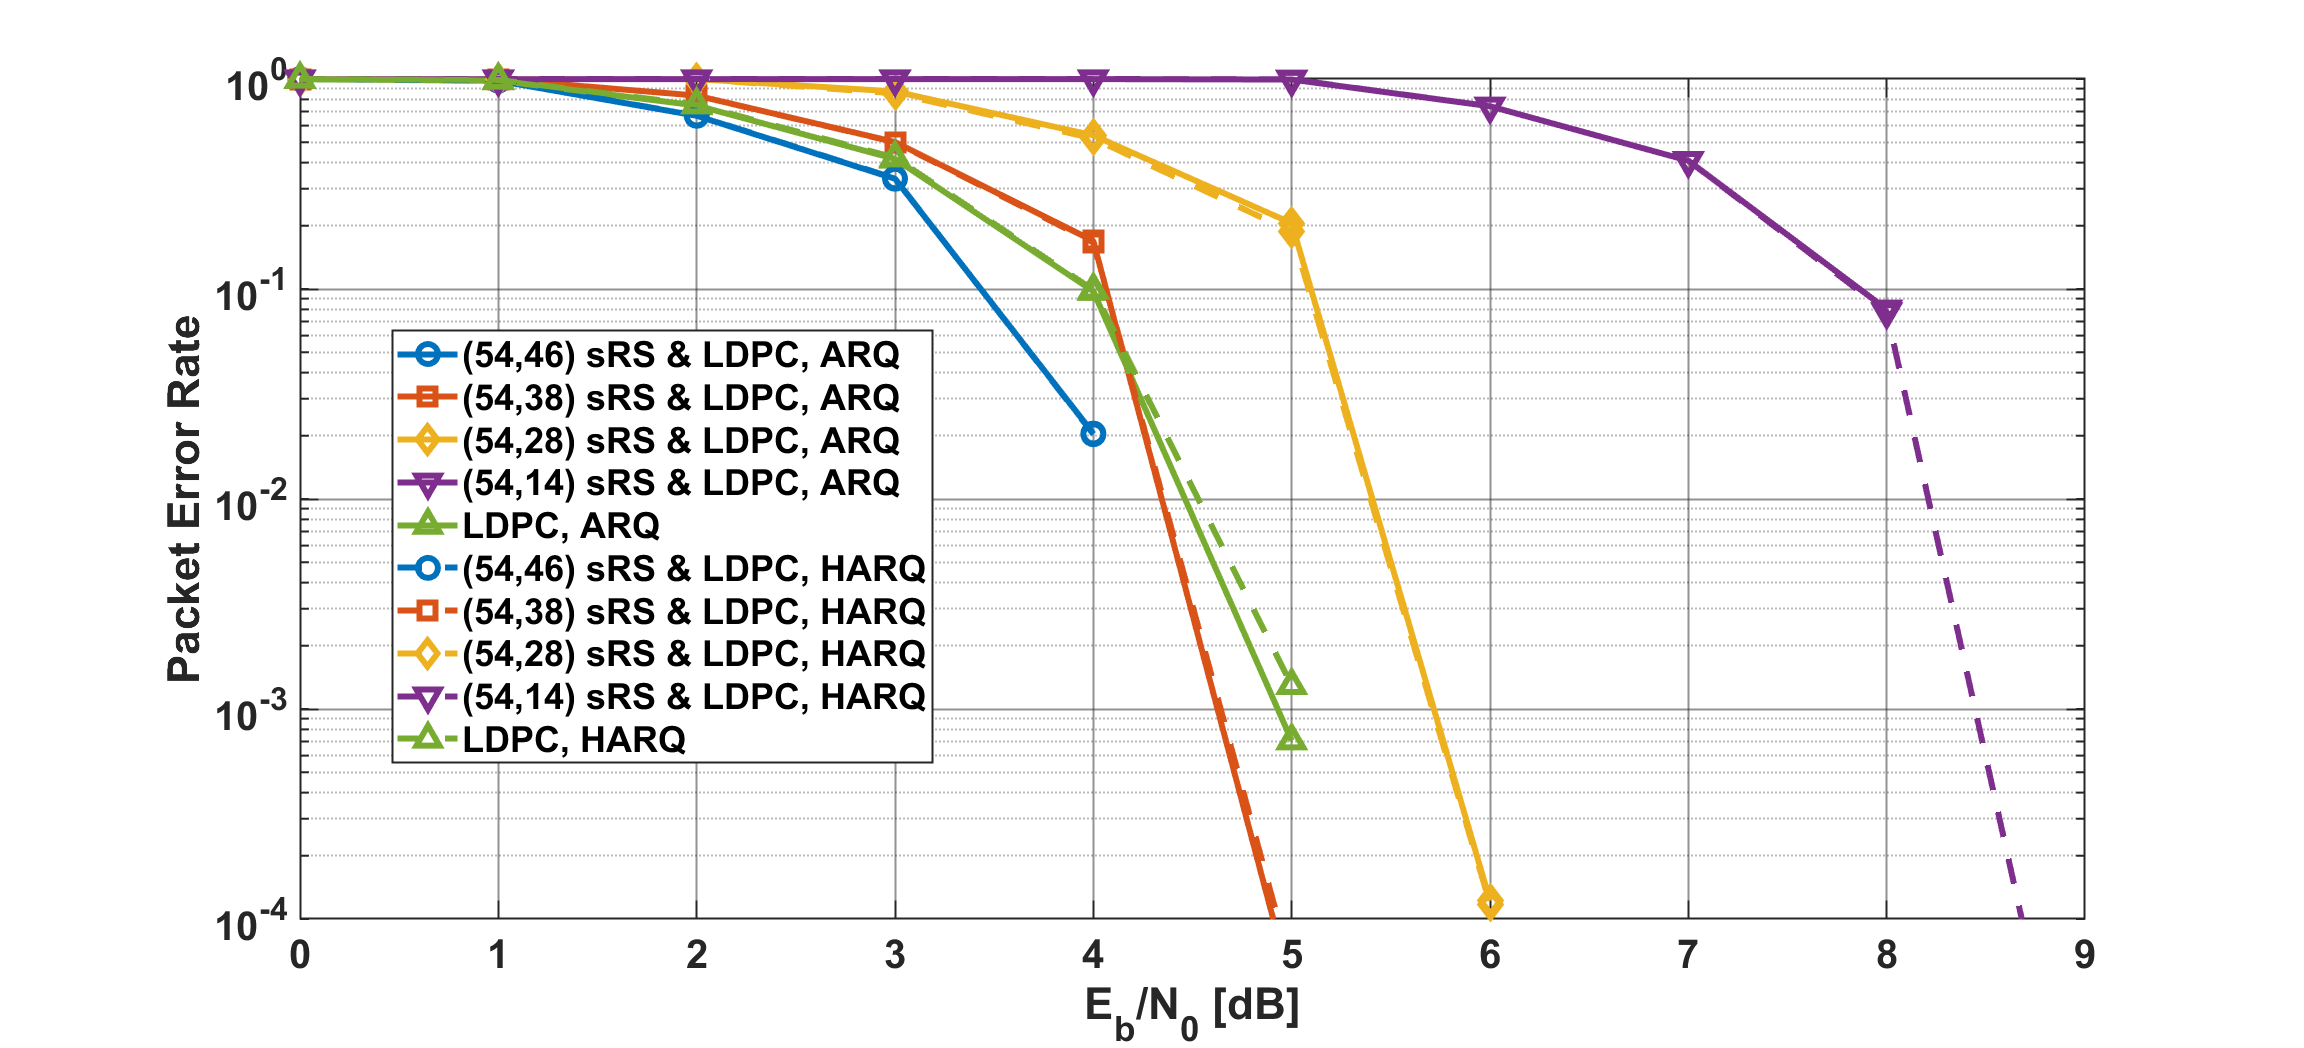 10^0
10^-1
10^-2
10^-3
10^-4
Packet Error Rate
(54,46) sRS & LDPC, ARQ
(54,38) sRS & LDPC, ARQ
(54,28) sRS & LDPC, ARQ
(54,14) sRS & LDPC, ARQ
LDPC, ARQ
(54,46) sRS & LDPC, HARQ
(54,38) sRS & LDPC, HARQ
(54,28) sRS & LDPC, HARQ
(54,14) sRS & LDPC, HARQ
LDPC, HARQ
0 1 2 3 4 5 6 7 8 9
E_b/N_0 [dB]